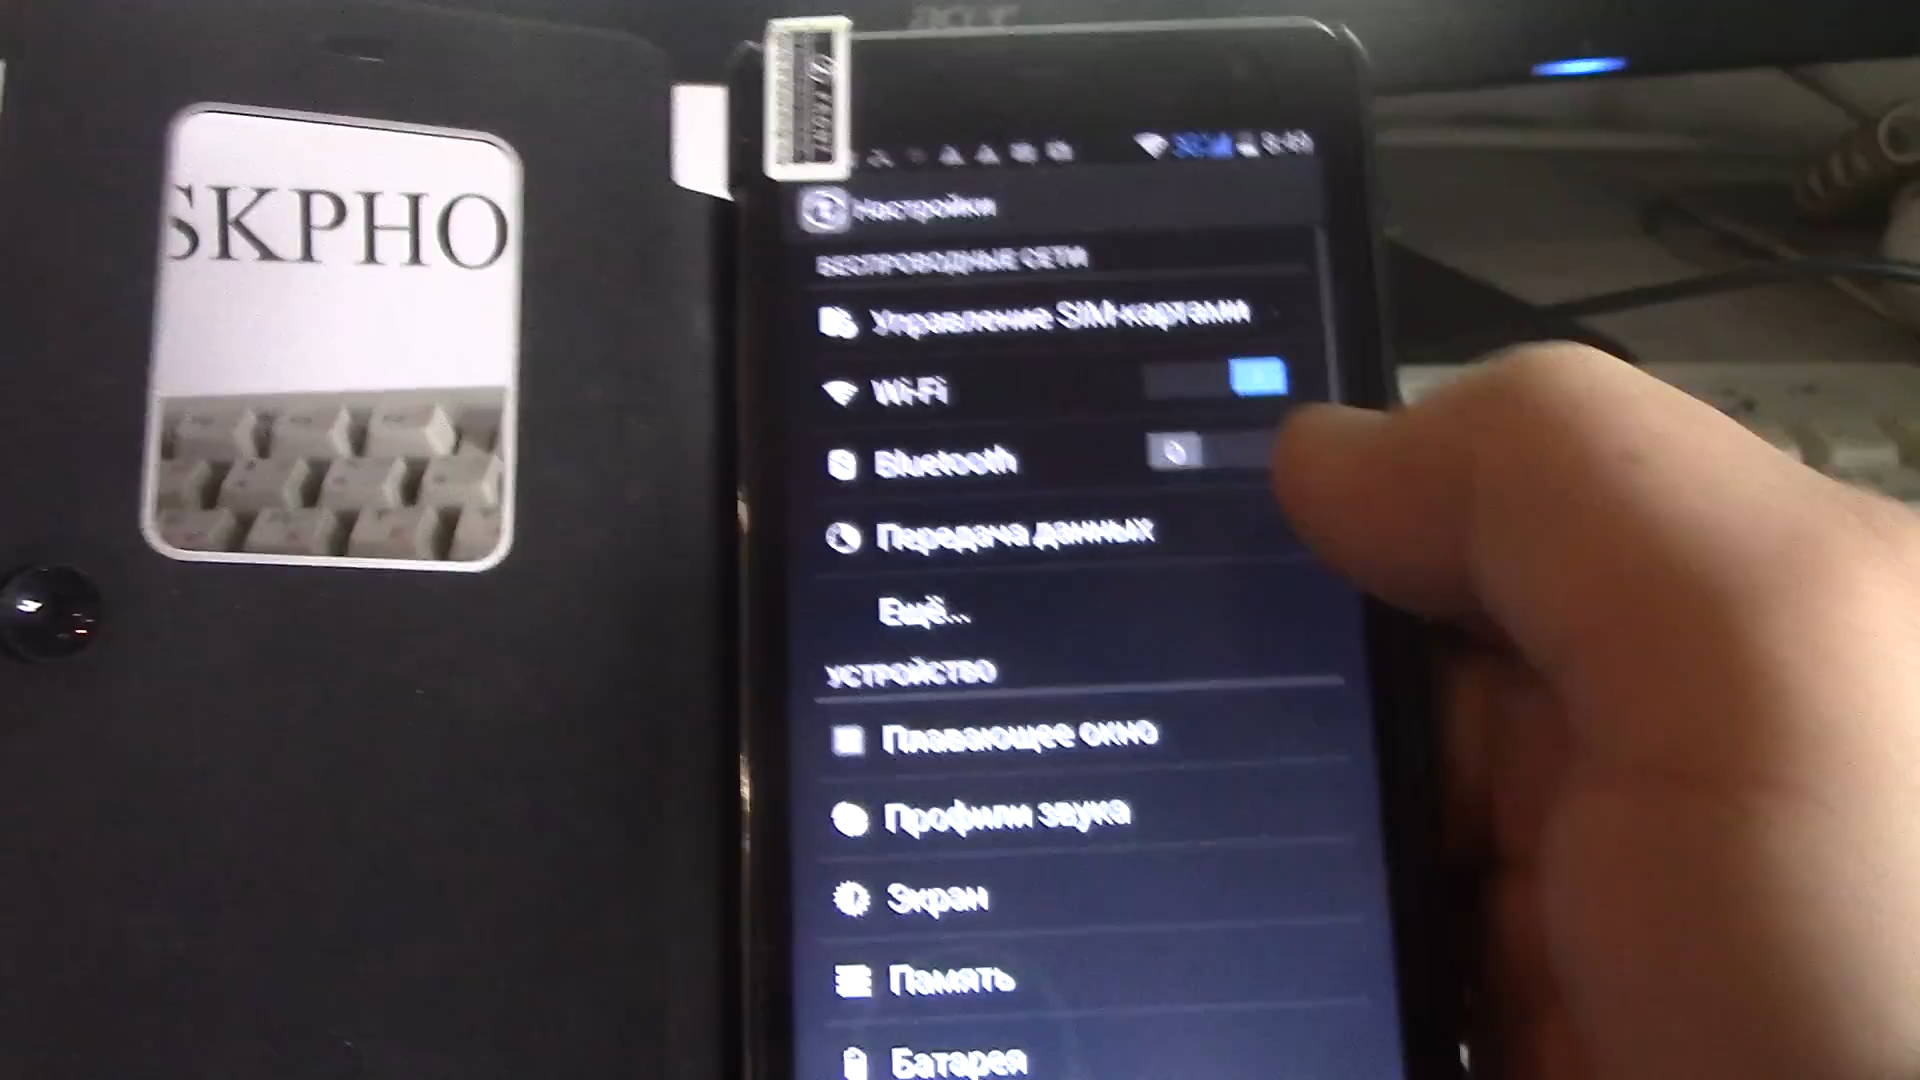 acer
SKPHO
Настройки
БЕСПРОВОДНЫЕ СЕТИ
Управление SIM-картами
Wi-Fi
Bluetooth
Передача данных
Ещё...
УСТРОЙСТВО
Плавающее окно
Профили звука
Экран
Память
Батарея